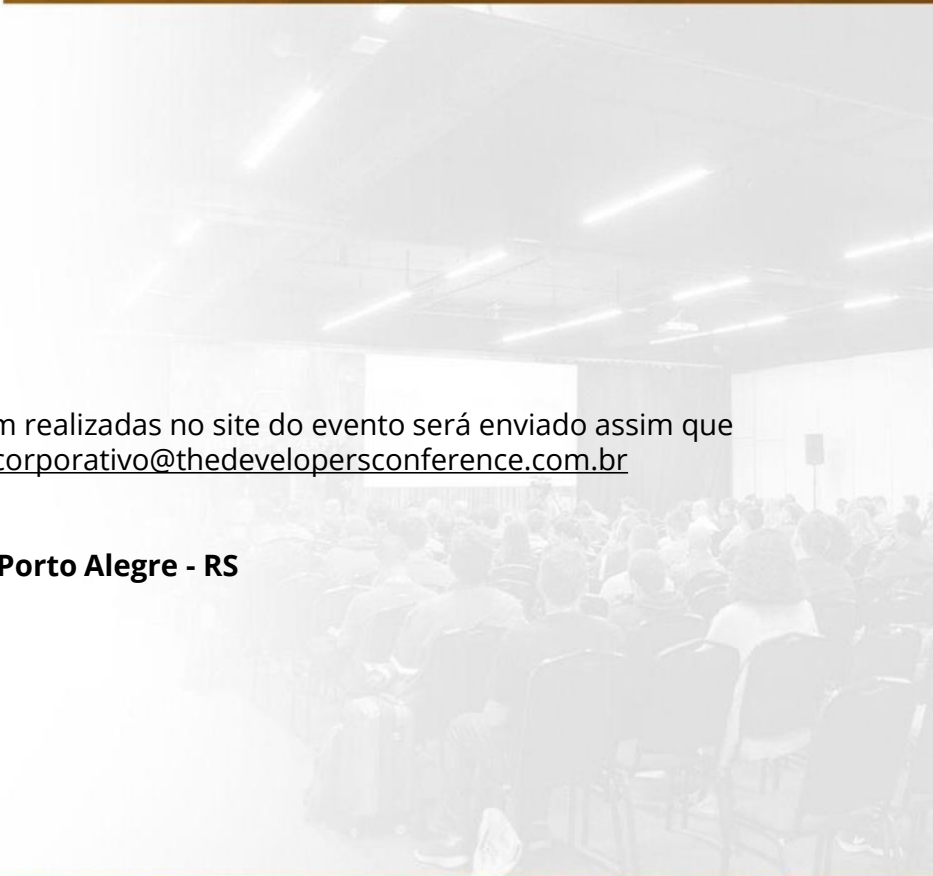 m realizadas no site do evento será enviado assim que
corporativo@thedevelopersconference.com.br
Porto Alegre - RS